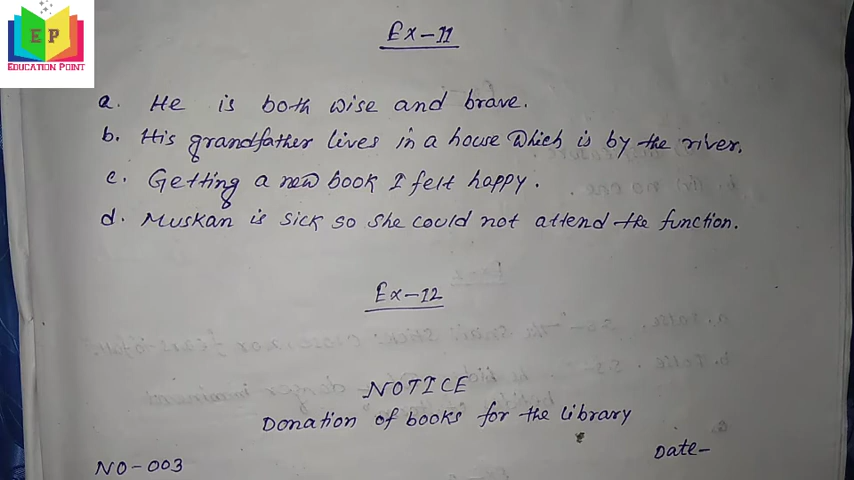 EP
EDUCATION POINT
Ex-11
a. He is both wise and brave.
b. His grandfather lives in a house which is by the river.
c. Getting a new book I felt happy.
d. Muskan is sick so she could not attend the function.
Ex-12
NOTICE
Donation of books for the library
Date-
NO-003